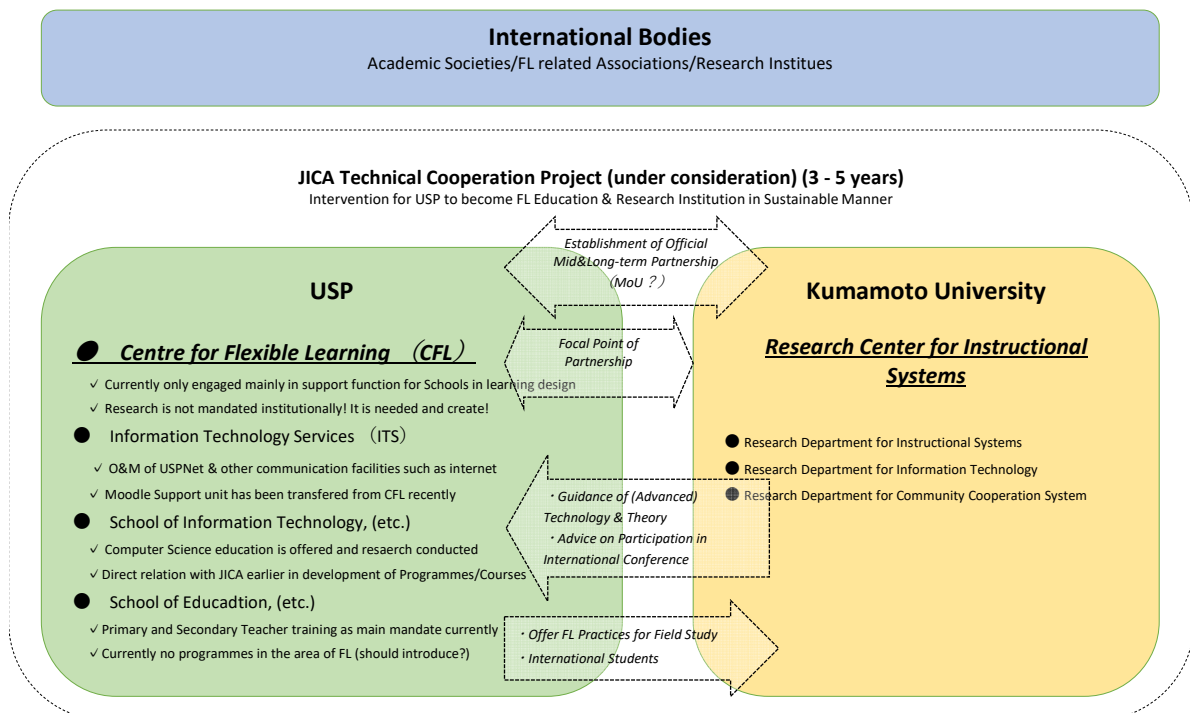 International Bodies
Academic Societies/FL related Associations/Research Institues
JICA Technical Cooperation Project (under consideration) (3 - 5 years)
Intervention for USP to become FL Education & Research Institution in Sustainable Manner
Establishment of Official
Mid&Long-term Partnership
（MoU ？）
USP
● Centre for Flexible Learning （CFL）
✓ Currently only engaged mainly in support function for Schools in learning design
✓ Research is not mandated institutionally! It is needed and create!
● Information Technology Services （ITS）
✓ O&M of USPNet & other communication facilities such as internet
✓ Moodle Support unit has been transfered from CFL recently
● School of Information Technology, (etc.)
✓ Computer Science education is offered and resaerch conducted
✓ Direct relation with JICA earlier in development of Programmes/Courses
● School of Educadtion, (etc.)
✓ Primary and Secondary Teacher training as main mandate currently
✓ Currently no programmes in the area of FL (should introduce?)
Focal Point of
Partnership
・Guidance of (Advanced)
Technology & Theory
・Advice on Participation in
International Conference
・Offer FL Practices for Field Study
・International Students
Kumamoto University
Research Center for Instructional
Systems
● Research Department for Instructional Systems
● Research Department for Information Technology
● Research Department for Community Cooperation System